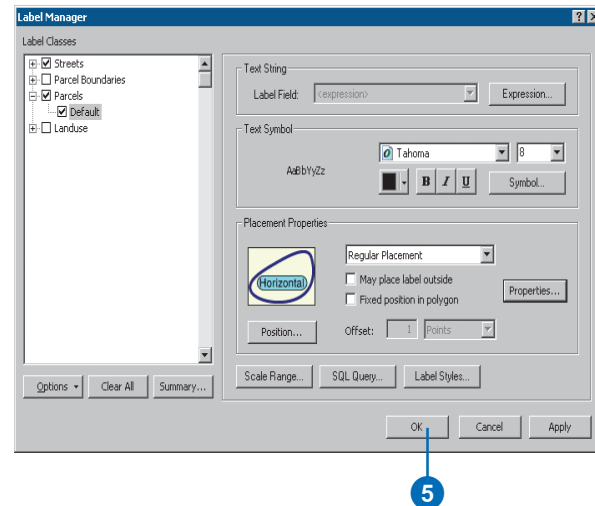 Label Manager
Label Classes
Streets
Parcel Boundaries
Parcels
Default
Landuse
Options
Clear All
Summary...
Text String
Label Field:
<expression>
Expression...
Text Symbol
AaBbYyZz
Tahoma
8
B I U
Symbol...
Placement Properties
Horizontal
Regular Placement
May place label outside
Fixed position in polygon
Properties...
Position...
Offset:
1
Points
Scale Range...
SQL Query...
Label Styles...
OK
Cancel
Apply
5